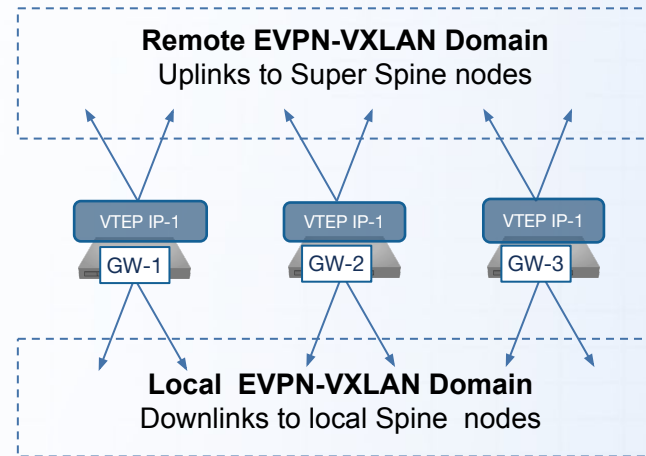 Remote EVPN-VXLAN Domain
Uplinks to Super Spine nodes
VTEP IP-1
VTEP IP-1
VTEP IP-1
GW-1
GW-2
GW-3
Local EVPN-VXLAN Domain
Downlinks to local Spine nodes